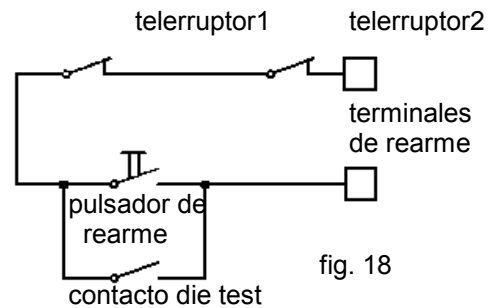 telerruptor1
telerruptor2
terminales
de rearme
pulsador de
rearme
fig. 18
contacto die test